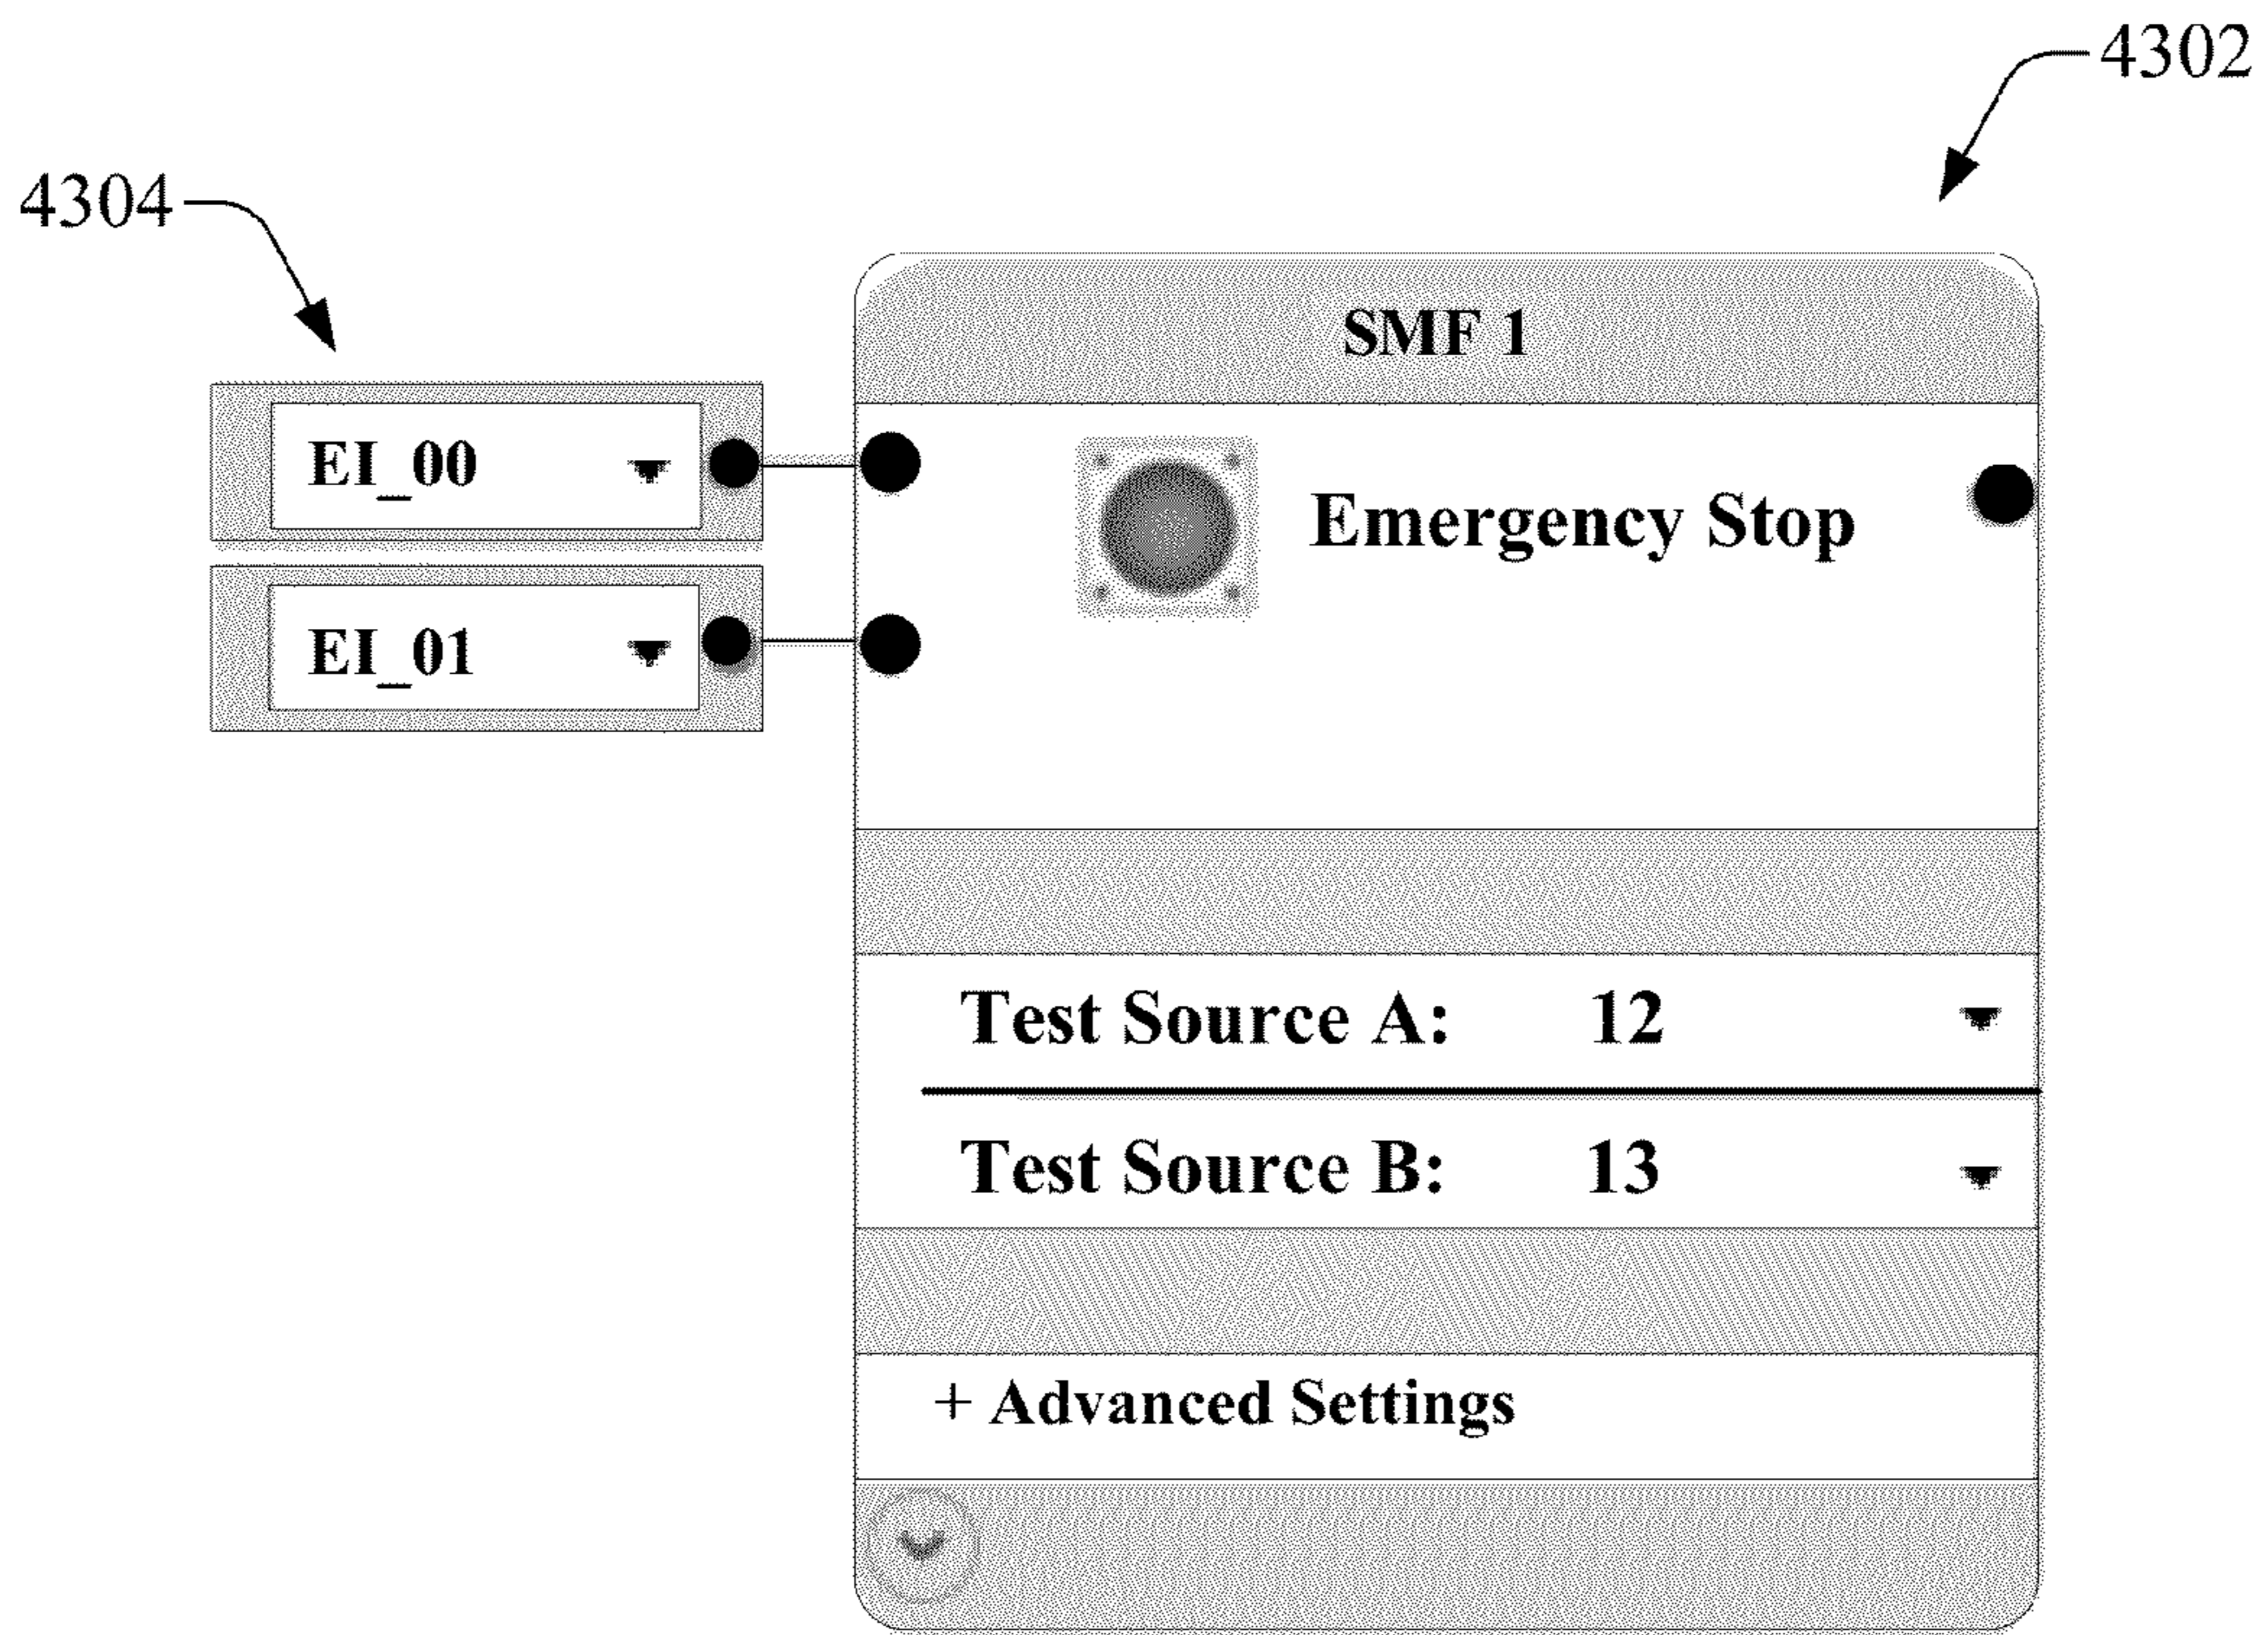 4302
4304
SMF 1
EI_00
Emergency Stop
EI_01
Test Source A: 12
Test Source B: 13
+ Advanced Settings